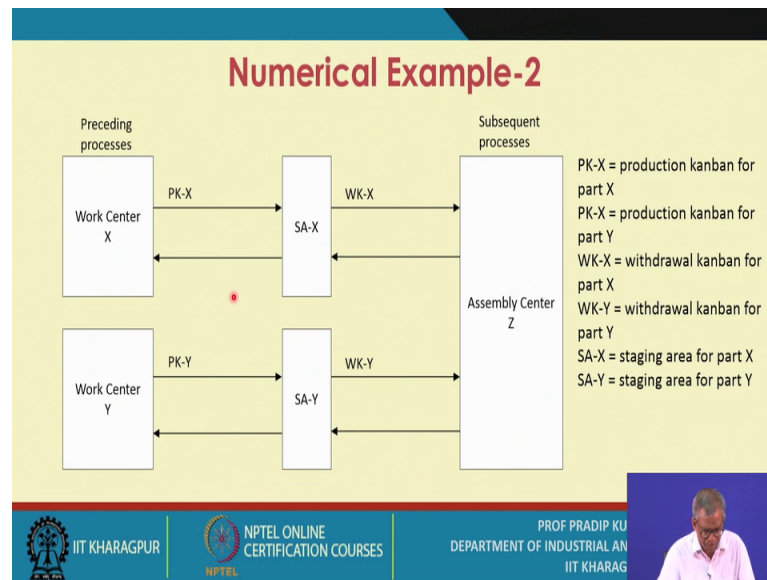 Numerical Example-2
Preceding
processes
Subsequent
processes
PK-X
WK-X
Work Center
X
SA-X
Assembly Center
Z
PK-Y
WK-Y
Work Center
Y
SA-Y
PK-X = production kanban for
part X
PK-X = production kanban for
part Y
WK-X = withdrawal kanban for
part X
WK-Y = withdrawal kanban for
part Y
SA-X = staging area for part X
SA-Y = staging area for part Y
IIT KHARAGPUR
NPTEL
NPTEL ONLINE
CERTIFICATION COURSES
PROF PRADIP KU
DEPARTMENT OF INDUSTRIAL AN
IIT KHARAG